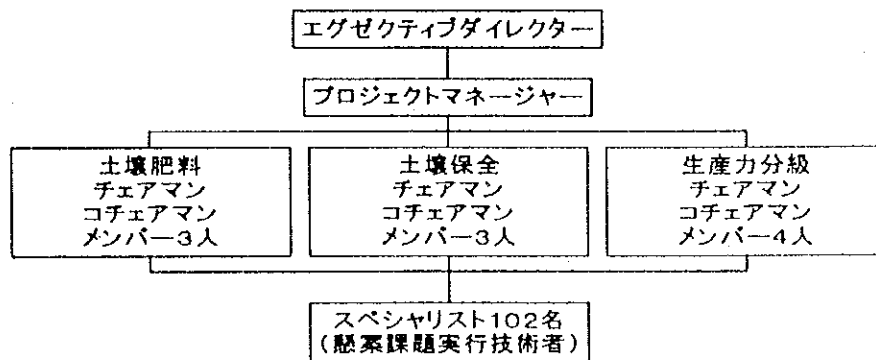 エグゼクティブダイレクター
プロジェクトマネージャー
土壌肥料
チェアマン
コチェアマン
メンバー3人
土壌保全
チェアマン
コチェアマン
メンバー3人
生産力分級
チェアマン
コチェアマン
メンバー4人
スペシャリスト102名
(懸案課題実行技術者)